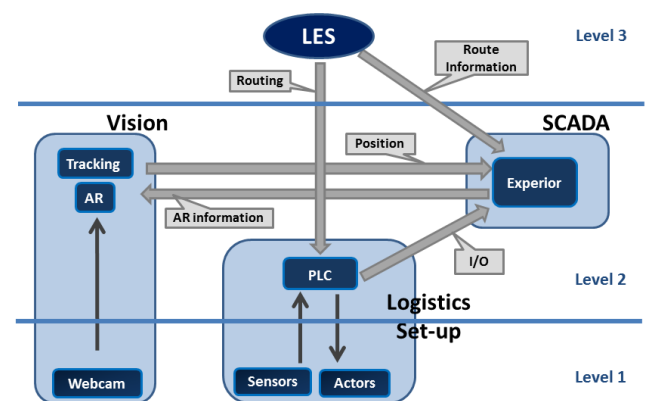 LES
Level 3
Route
Information
Routing
Vision
SCADA
Position
Tracking
AR
Experior
AR information
I/O
PLC
Level 2
Logistics
Set-up
Webcam
Sensors
Actors
Level 1